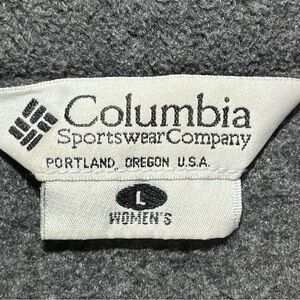 Columbia
SportswearCompany
PORTLAND, OREGON U.S.A.
L
WOMEN'S